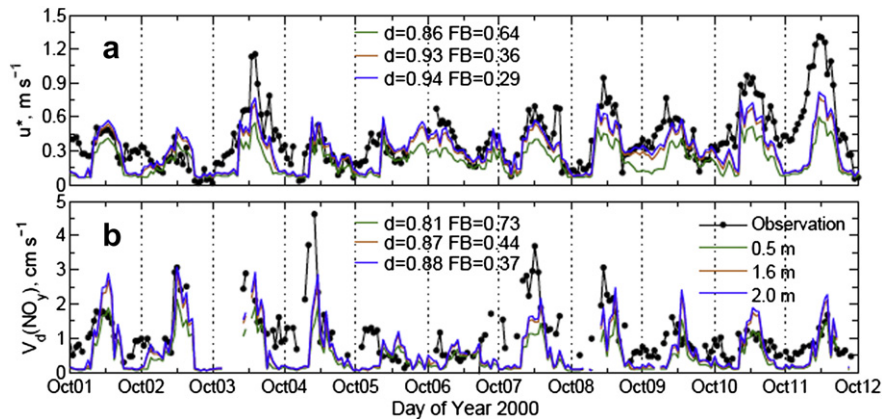 a
d=0.86 FB=0.64
d=0.93 FB=0.36
d=0.94 FB=0.29
u*, m s⁻¹
1.5
1.2
0.9
0.6
0.3
0
b
d=0.81 FB=0.73
d=0.87 FB=0.44
d=0.88 FB=0.37
Observation
0.5 m
1.6 m
2.0 m
Vd(NOy), cm s⁻¹
5
4
3
2
1
0
Oct01 Oct02 Oct03 Oct04 Oct05 Oct06 Oct07 Oct08 Oct09 Oct10 Oct11 Oct12
Day of Year 2000